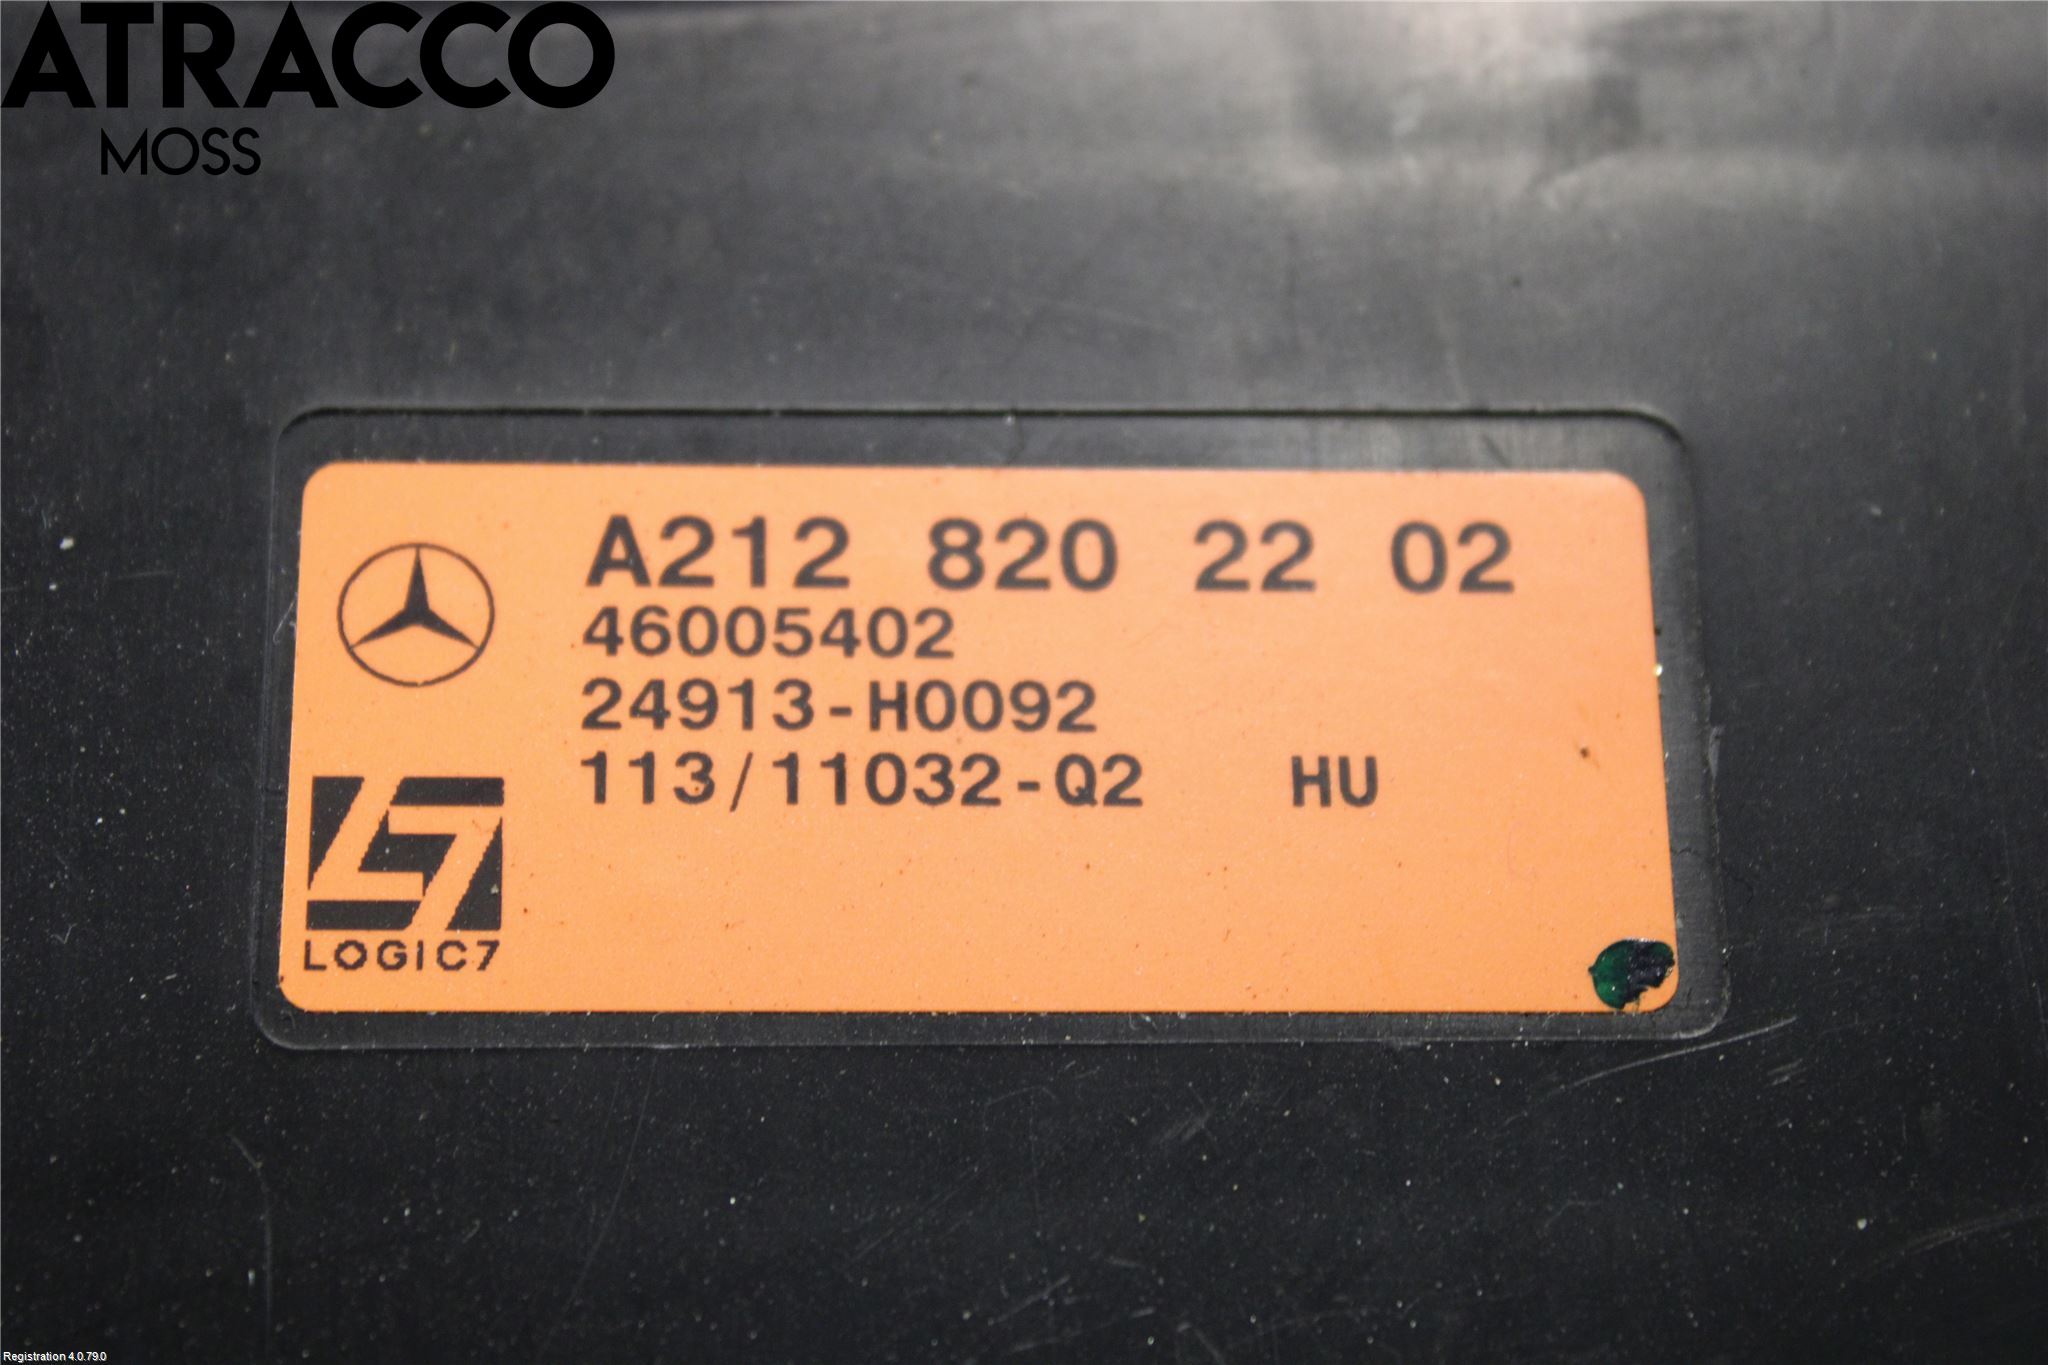 ATRACCO
MOSS
A212 820 22 02
46005402
24913-H0092
113/11032-Q2 HU
LOGIC7
Registration 4.0.79.0